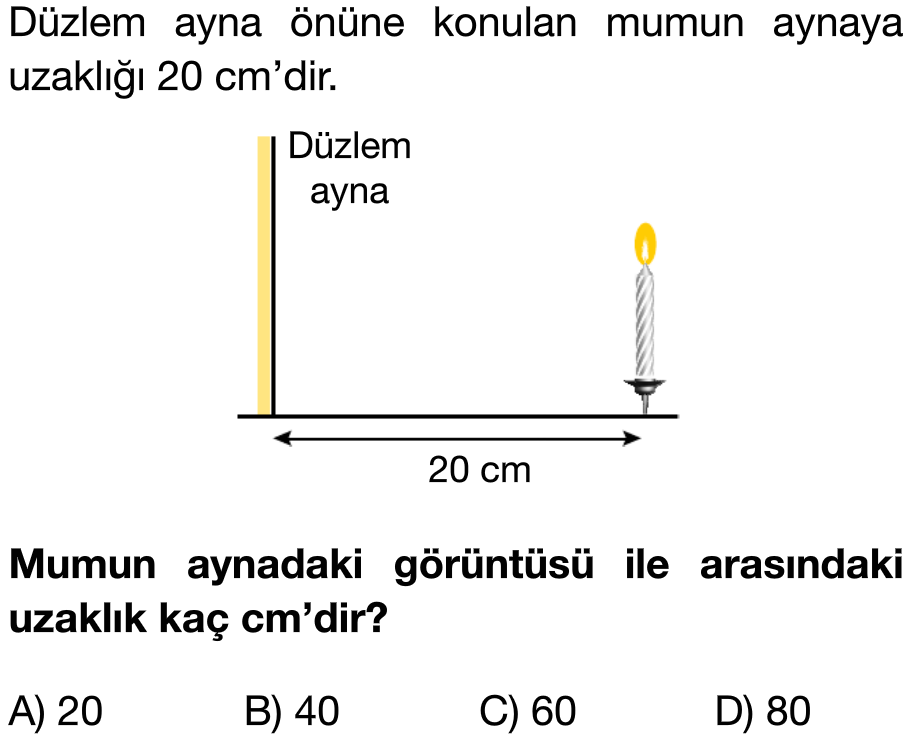 Düzlem ayna önüne konulan mumun aynaya
uzaklığı 20 cm’dir.
Düzlem
ayna
20 cm
Mumun aynadaki görüntüsü ile arasındaki
uzaklık kaç cm’dir?
A) 20 B) 40 C) 60 D) 80